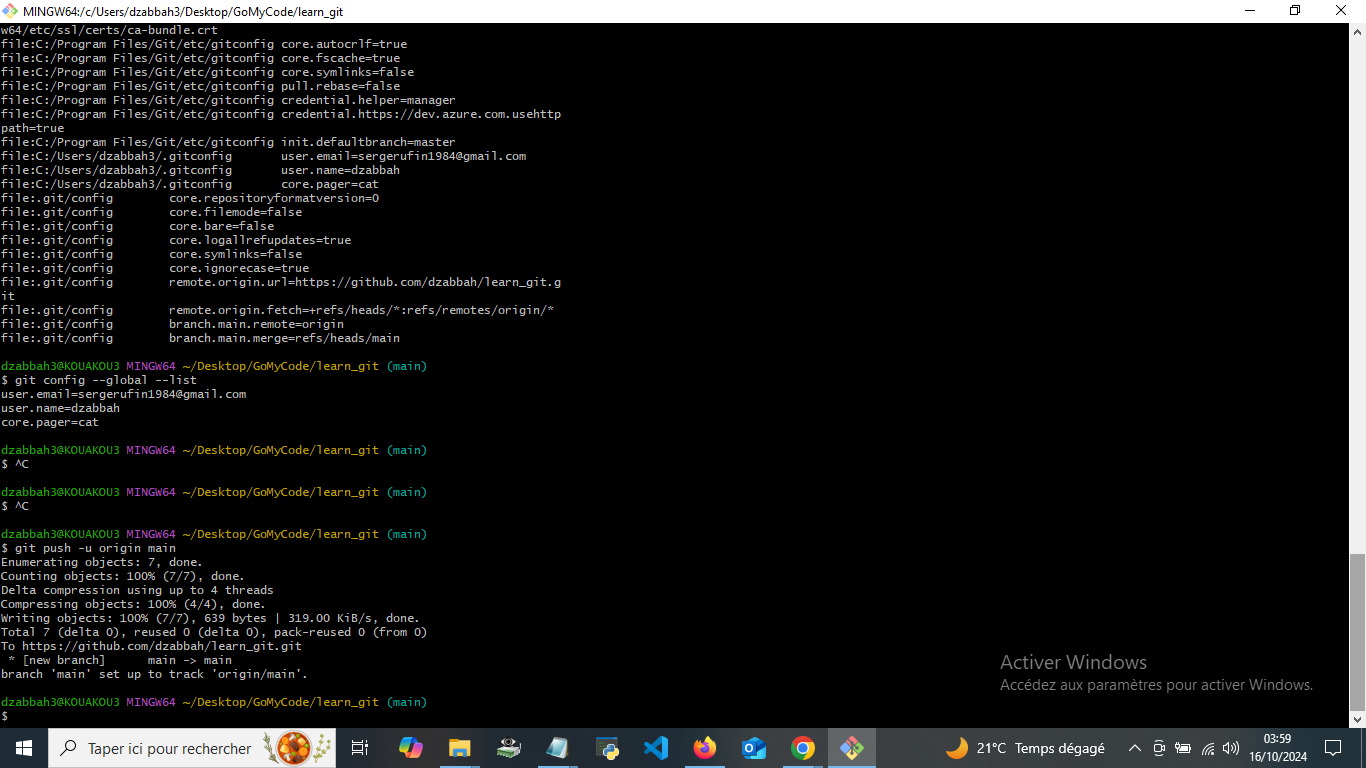 MINGW64:/c/Users/dzabbah3/Desktop/GoMyCode/learn_git
w64/etc/ssl/certs/ca-bundle.crt
file:C:/Program Files/Git/etc/gitconfig core.autocrlf=true
file:C:/Program Files/Git/etc/gitconfig core.fscache=true
file:C:/Program Files/Git/etc/gitconfig core.symlinks=false
file:C:/Program Files/Git/etc/gitconfig pull.rebase=false
file:C:/Program Files/Git/etc/gitconfig credential.helper=manager
file:C:/Program Files/Git/etc/gitconfig credential.https://dev.azure.com.usehttp
path=true
file:C:/Program Files/Git/etc/gitconfig init.defaultbranch=master
file:C:/Users/dzabbah3/.gitconfig       user.email=sergerufin1984@gmail.com
file:C:/Users/dzabbah3/.gitconfig       user.name=dzabbah
file:C:/Users/dzabbah3/.gitconfig       core.pager=cat
file:.git/config        core.repositoryformatversion=0
file:.git/config        core.filemode=false
file:.git/config        core.bare=false
file:.git/config        core.logallrefupdates=true
file:.git/config        core.symlinks=false
file:.git/config        core.ignorecase=true
file:.git/config        remote.origin.url=https://github.com/dzabbah/learn_git.g
it
file:.git/config        remote.origin.fetch=+refs/heads/*:refs/remotes/origin/*
file:.git/config        branch.main.remote=origin
file:.git/config        branch.main.merge=refs/heads/main
dzabbah3@KOUAKOU3 MINGW64 ~/Desktop/GoMyCode/learn_git (main)
$ git config --global --list
user.email=sergerufin1984@gmail.com
user.name=dzabbah
core.pager=cat
dzabbah3@KOUAKOU3 MINGW64 ~/Desktop/GoMyCode/learn_git (main)
$ ^C
dzabbah3@KOUAKOU3 MINGW64 ~/Desktop/GoMyCode/learn_git (main)
$ ^C
dzabbah3@KOUAKOU3 MINGW64 ~/Desktop/GoMyCode/learn_git (main)
$ git push -u origin main
Enumerating objects: 7, done.
Counting objects: 100% (7/7), done.
Delta compression using up to 4 threads
Compressing objects: 100% (4/4), done.
Writing objects: 100% (7/7), 639 bytes | 319.00 KiB/s, done.
Total 7 (delta 0), reused 0 (delta 0), pack-reused 0 (from 0)
To https://github.com/dzabbah/learn_git.git
 * [new branch]      main -> main
branch 'main' set up to track 'origin/main'.
dzabbah3@KOUAKOU3 MINGW64 ~/Desktop/GoMyCode/learn_git (main)
$
Activer Windows
Accédez aux paramètres pour activer Windows.
Taper ici pour rechercher
21°C Temps dégagé
03:59
16/10/2024